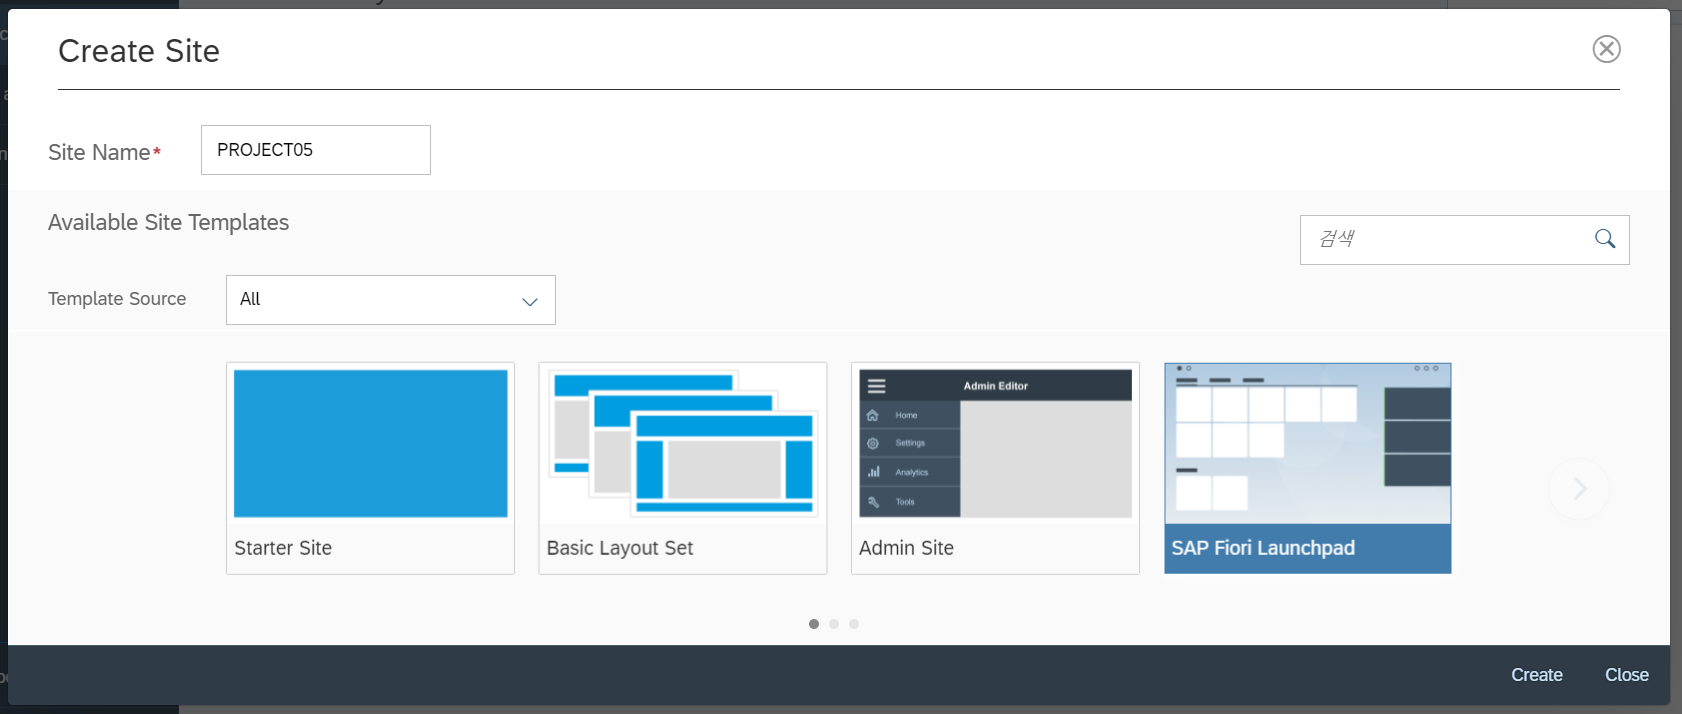 Create Site
Site Name*
PROJECT05
Available Site Templates
검색
Template Source
All
Admin Editor
Home
Settings
Analytics
Tools
Starter Site
Basic Layout Set
Admin Site
SAP Fiori Launchpad
Create
Close